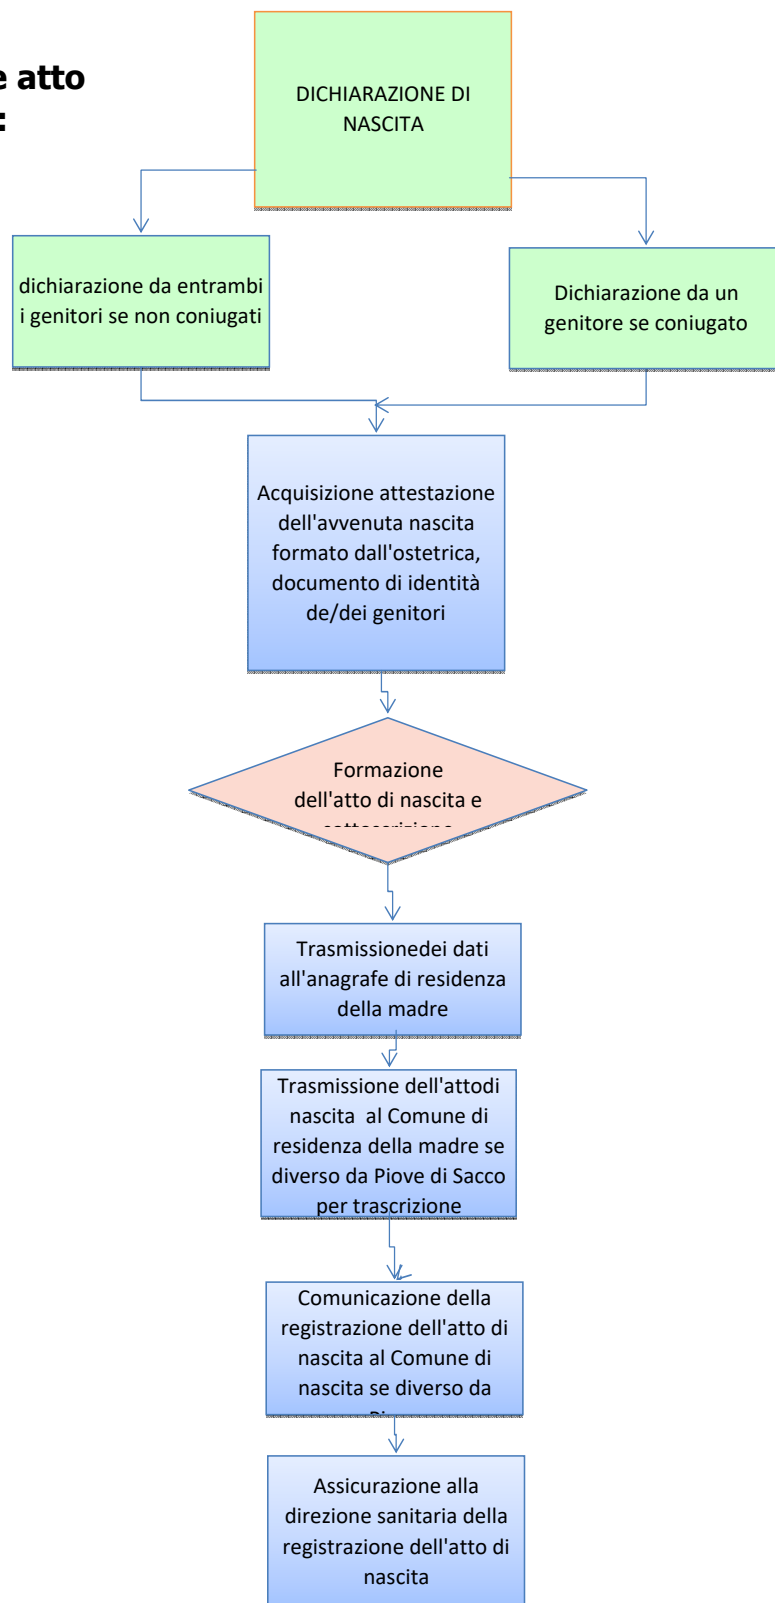 e atto
:
DICHIARAZIONE DI
NASCITA
dichiarazione da entrambi
i genitori se non coniugati
Dichiarazione da un
genitore se coniugato
Acquisizione attestazione
dell'avvenuta nascita
formato dall'ostetrica,
documento di identità
de/dei genitori
Formazione
dell'atto di nascita e
Trasmissionedei dati
all'anagrafe di residenza
della madre
Trasmissione dell'attodi
nascita al Comune di
residenza della madre se
diverso da Piove di Sacco
per trascrizione
Comunicazione della
registrazione dell'atto di
nascita al Comune di
nascita se diverso da
Assicurazione alla
direzione sanitaria della
registrazione dell'atto di
nascita